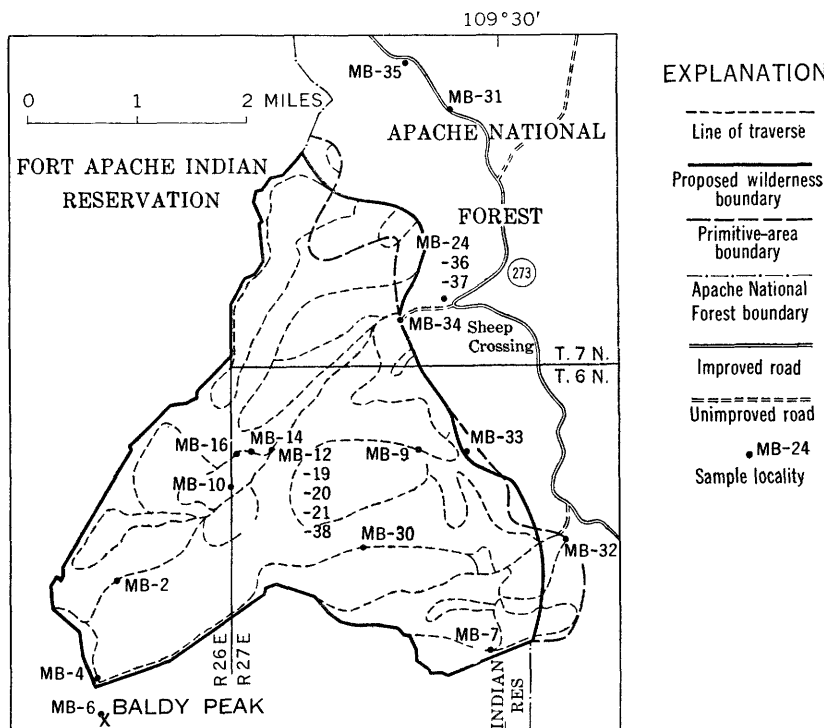 109°30'
0 1 2 MILES
MB-35
MB-31
APACHE NATIONAL
FOREST
FORT APACHE INDIAN
RESERVATION
MB-24
-36
-37
273
MB-34
Sheep
Crossing
T. 7 N.
T. 6 N.
MB-16
MB-14
MB-12
-19
-20
-21
-38
MB-10
MB-9
MB-33
MB-30
MB-32
MB-2
MB-7
MB-4
MB-6
X BALDY PEAK
R 26 E
R 27 E
INDIAN
RES
EXPLANATION
Line of traverse
Proposed wilderness
boundary
Primitive-area
boundary
Apache National
Forest boundary
Improved road
Unimproved road
MB-24
Sample locality